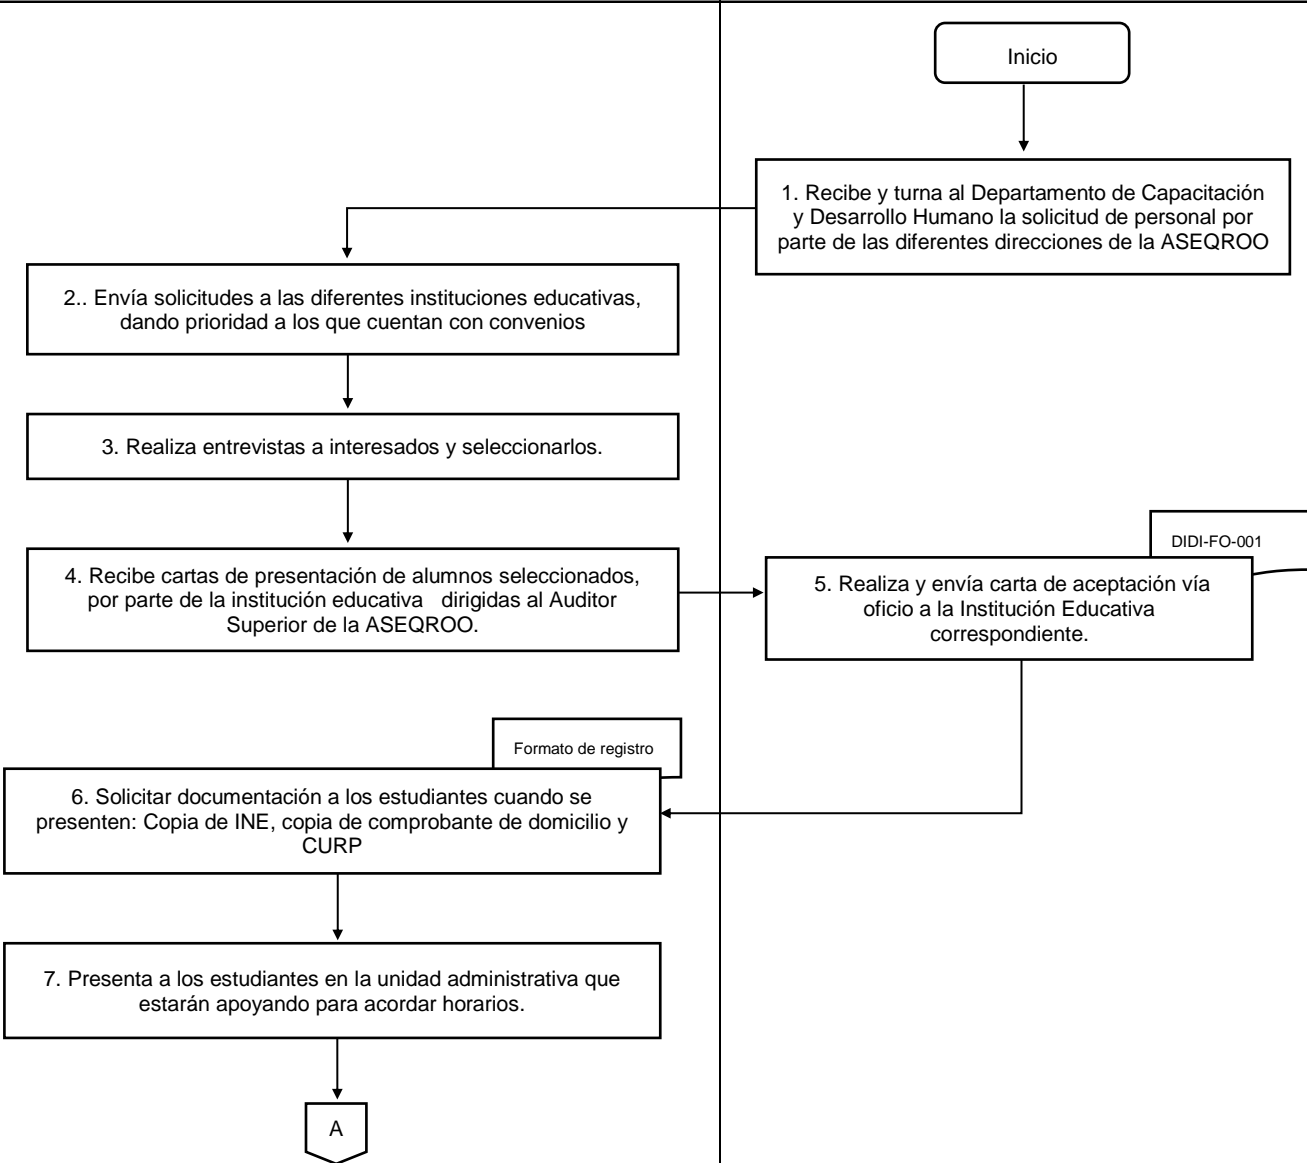 Inicio
1. Recibe y turna al Departamento de Capacitación
y Desarrollo Humano la solicitud de personal por
parte de las diferentes direcciones de la ASEQROO
2.. Envía solicitudes a las diferentes instituciones educativas,
dando prioridad a los que cuentan con convenios
3. Realiza entrevistas a interesados y seleccionarlos.
4. Recibe cartas de presentación de alumnos seleccionados,
por parte de la institución educativa   dirigidas al Auditor
Superior de la ASEQROO.
DIDI-FO-001
5. Realiza y envía carta de aceptación vía
oficio a la Institución Educativa
correspondiente.
Formato de registro
6. Solicitar documentación a los estudiantes cuando se
presenten: Copia de INE, copia de comprobante de domicilio y
CURP
7. Presenta a los estudiantes en la unidad administrativa que
estarán apoyando para acordar horarios.
A